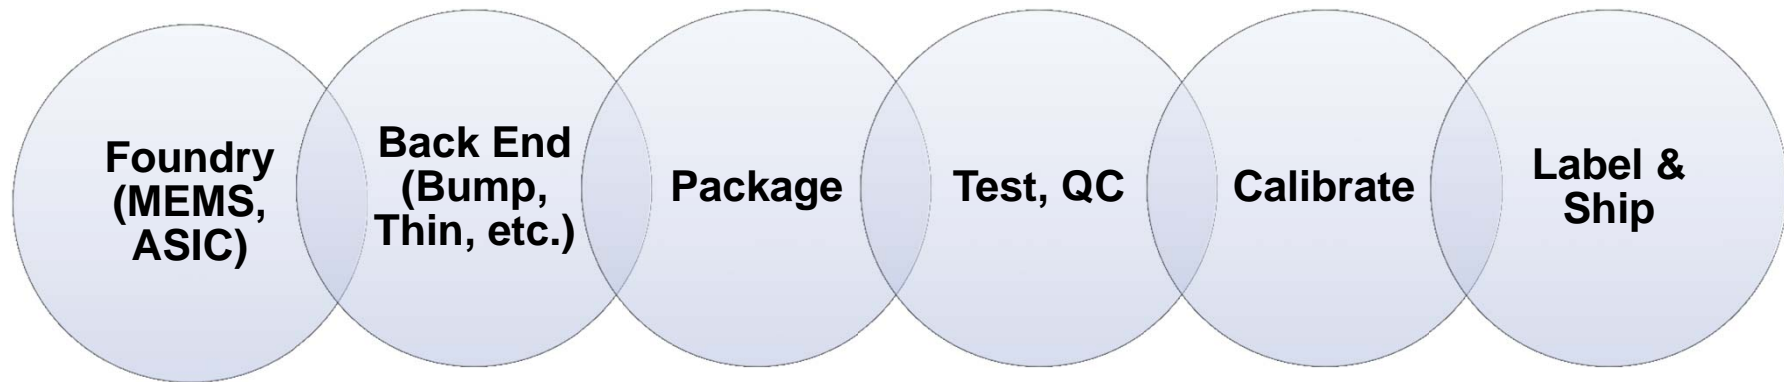 Foundry
(MEMS,
ASIC)
Back End
(Bump,
Thin, etc.)
Package
Test, QC
Calibrate
Label &
Ship